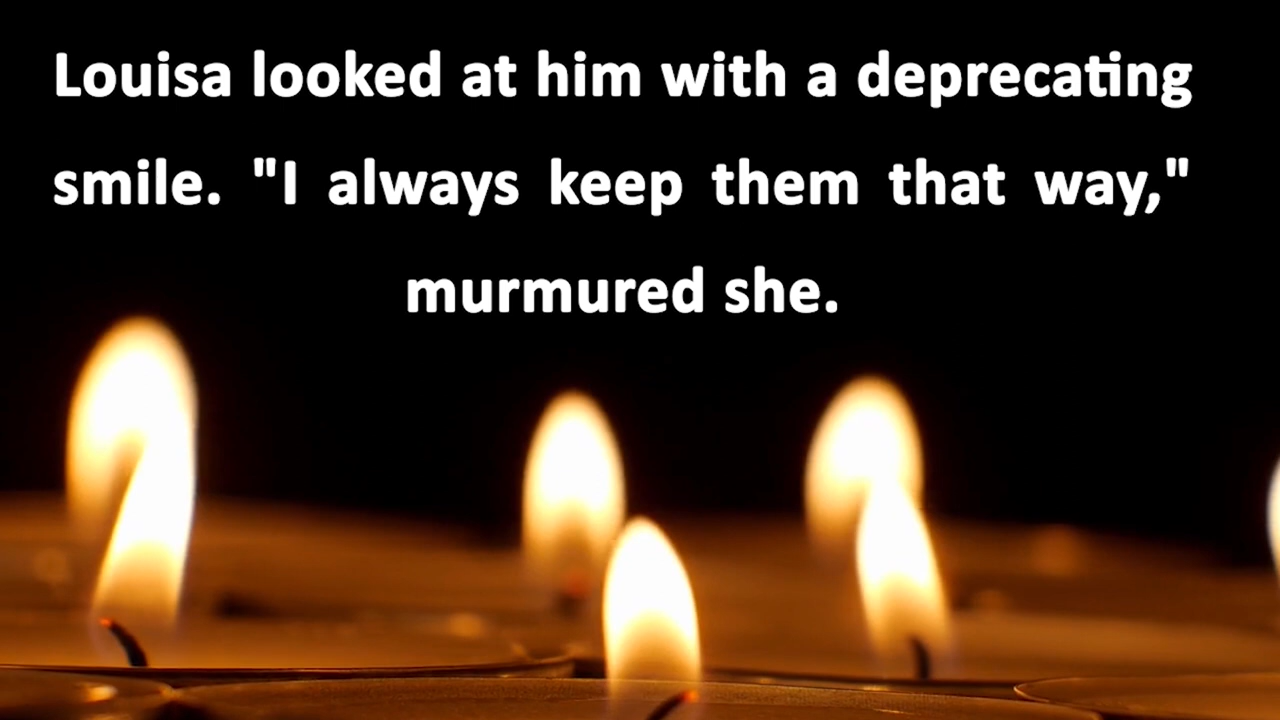 Louisa looked at him with a deprecating
smile. "I always keep them that way,"
murmured she.